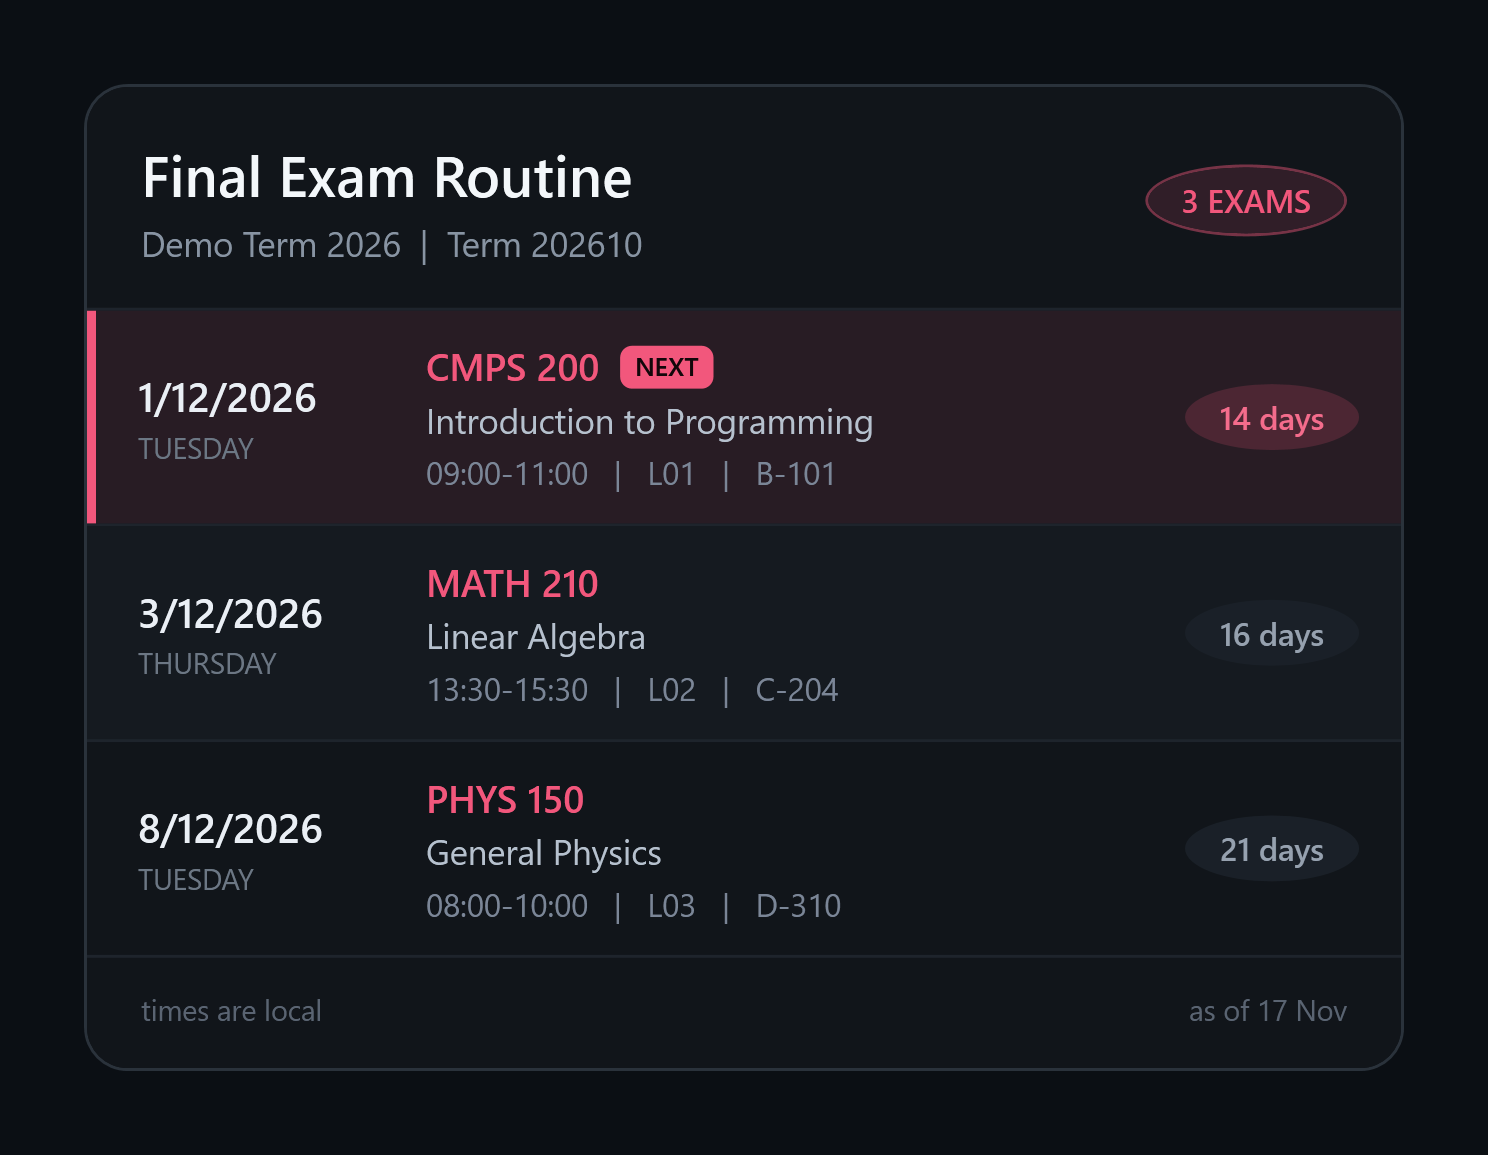 Final Exam Routine
Demo Term 2026 | Term 202610
3 EXAMS
1/12/2026
TUESDAY
CMPS 200 NEXT
Introduction to Programming
09:00-11:00 | L01 | B-101
14 days
3/12/2026
THURSDAY
MATH 210
Linear Algebra
13:30-15:30 | L02 | C-204
16 days
8/12/2026
TUESDAY
PHYS 150
General Physics
08:00-10:00 | L03 | D-310
21 days
times are local
as of 17 Nov